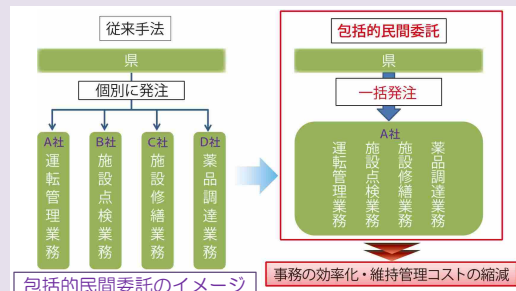 従来手法
県
個別に発注
A社
運転管理業務
B社
施設点検業務
C社
施設修繕業務
D社
薬品調達業務
包括的民間委託のイメージ
包括的民間委託
県
一括発注
A社
運転管理業務
施設点検業務
施設修繕業務
薬品調達業務
事務の効率化・維持管理コストの縮減